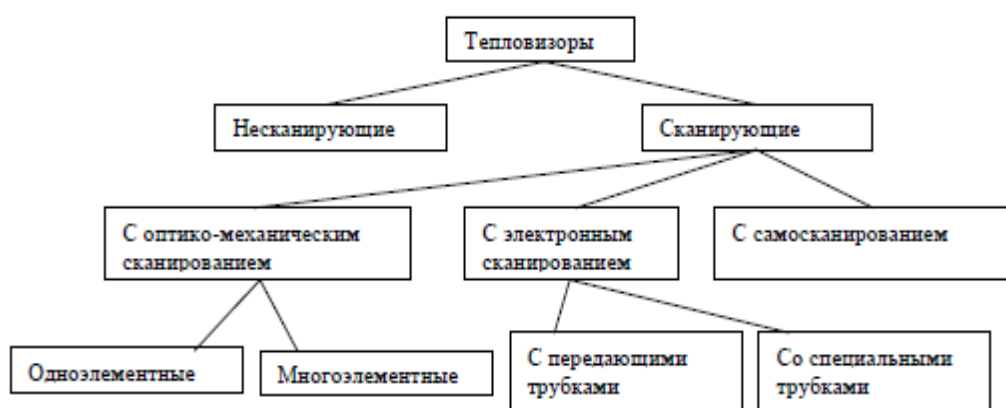 Тепловизоры
Несканирующие
Сканирующие
С оптико-механическим
сканированием
С электронным
сканированием
С самосканированием
Одноэлементные
Многоэлементные
С передающими
трубками
Со специальными
трубками